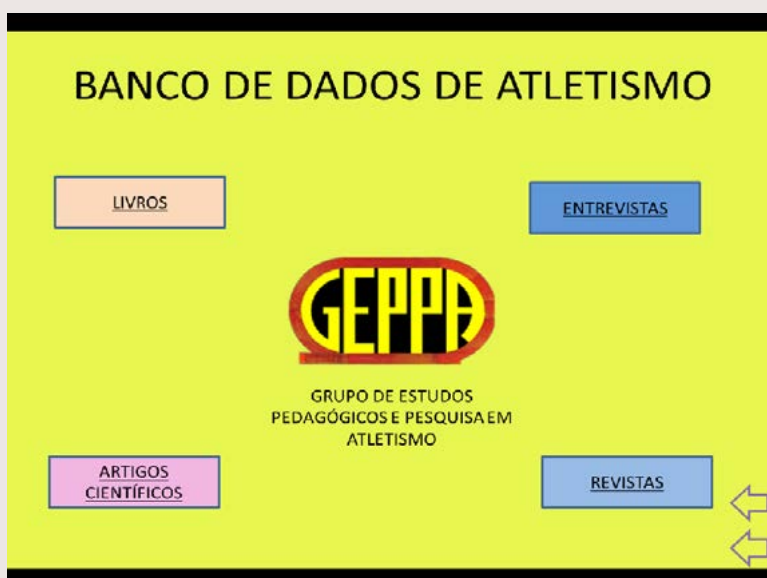 BANCO DE DADOS DE ATLETISMO
LIVROS
ENTREVISTAS
GEPPA
GRUPO DE ESTUDOS
PEDAGÓGICOS E PESQUISA EM
ATLETISMO
ARTIGOS
CIENTÍFICOS
REVISTAS